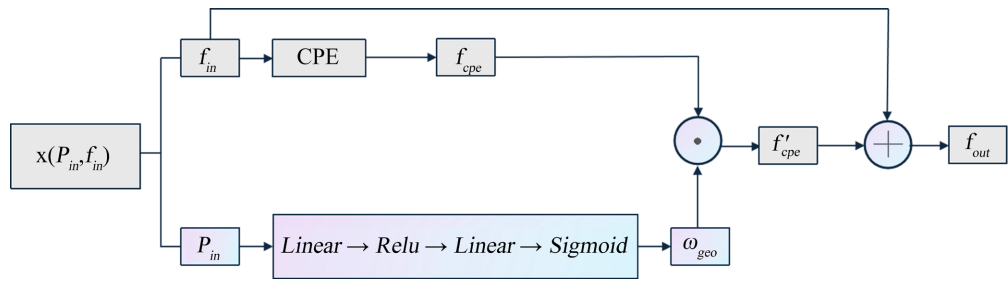 f_in CPE f_cpe
x(P_in,f_in)
f'_cpe + f_out
P_in Linear → Relu → Linear → Sigmoid ω_geo